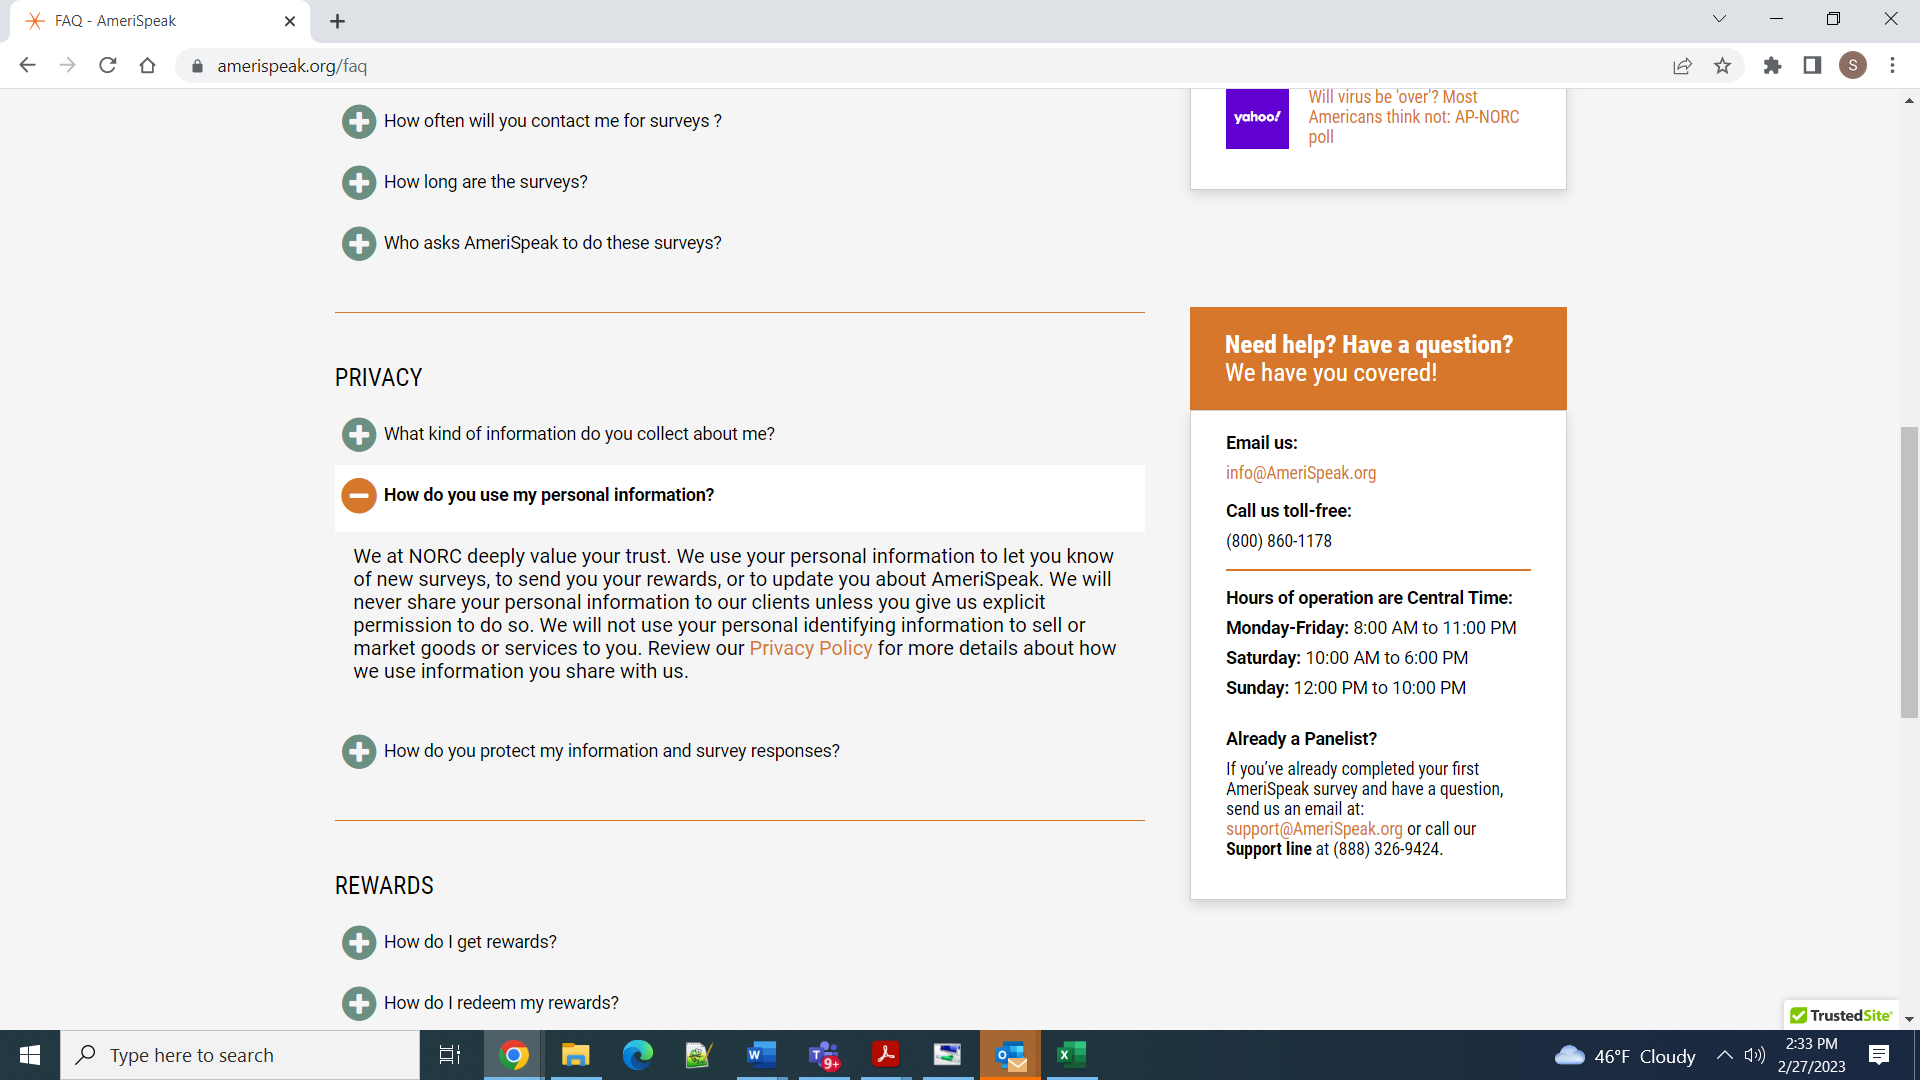 FAQ - AmeriSpeak
amerispeak.org/faq
S
How often will you contact me for surveys ?
How long are the surveys?
Who asks AmeriSpeak to do these surveys?
PRIVACY
What kind of information do you collect about me?
How do you use my personal information?
We at NORC deeply value your trust. We use your personal information to let you know
of new surveys, to send you your rewards, or to update you about AmeriSpeak. We will
never share your personal information to our clients unless you give us explicit
permission to do so. We will not use your personal identifying information to sell or
market goods or services to you. Review our Privacy Policy for more details about how
we use information you share with us.
How do you protect my information and survey responses?
REWARDS
How do I get rewards?
How do I redeem my rewards?
yahoo!
Will virus be 'over'? Most
Americans think not: AP-NORC
poll
Need help? Have a question?
We have you covered!
Email us:
info@AmeriSpeak.org
Call us toll-free:
(800) 860-1178
Hours of operation are Central Time:
Monday-Friday: 8:00 AM to 11:00 PM
Saturday: 10:00 AM to 6:00 PM
Sunday: 12:00 PM to 10:00 PM
Already a Panelist?
If you’ve already completed your first
AmeriSpeak survey and have a question,
send us an email at:
support@AmeriSpeak.org or call our
Support line at (888) 326-9424.
TrustedSite
Type here to search
W
T
9+
O
X
46°F Cloudy
2:33 PM
2/27/2023